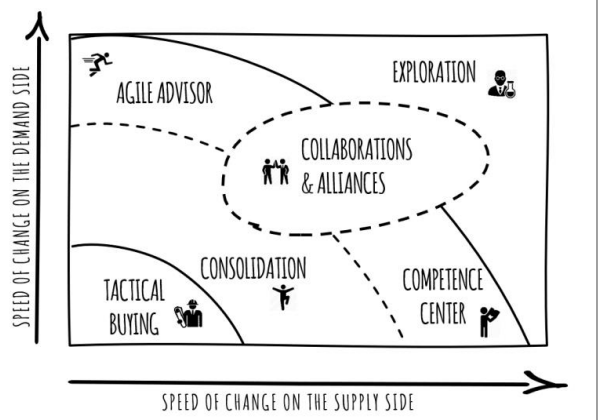 SPEED OF CHANGE ON THE DEMAND SIDE
AGILE ADVISOR
EXPLORATION
COLLABORATIONS
& ALLIANCES
CONSOLIDATION
TACTICAL
BUYING
COMPETENCE
CENTER
SPEED OF CHANGE ON THE SUPPLY SIDE